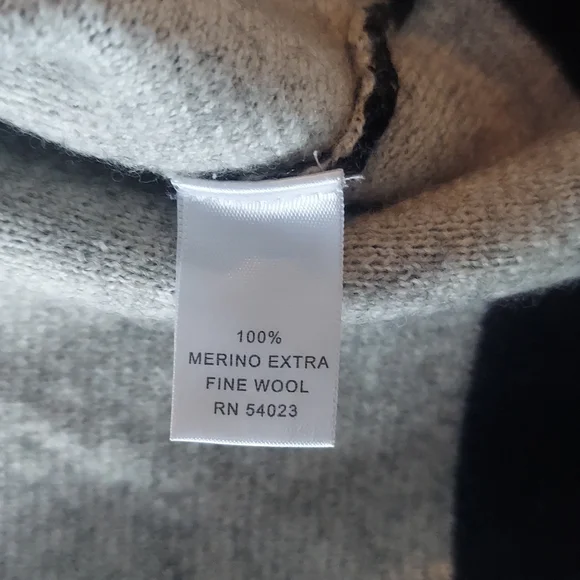 100%
MERINO EXTRA
FINE WOOL
RN 54023